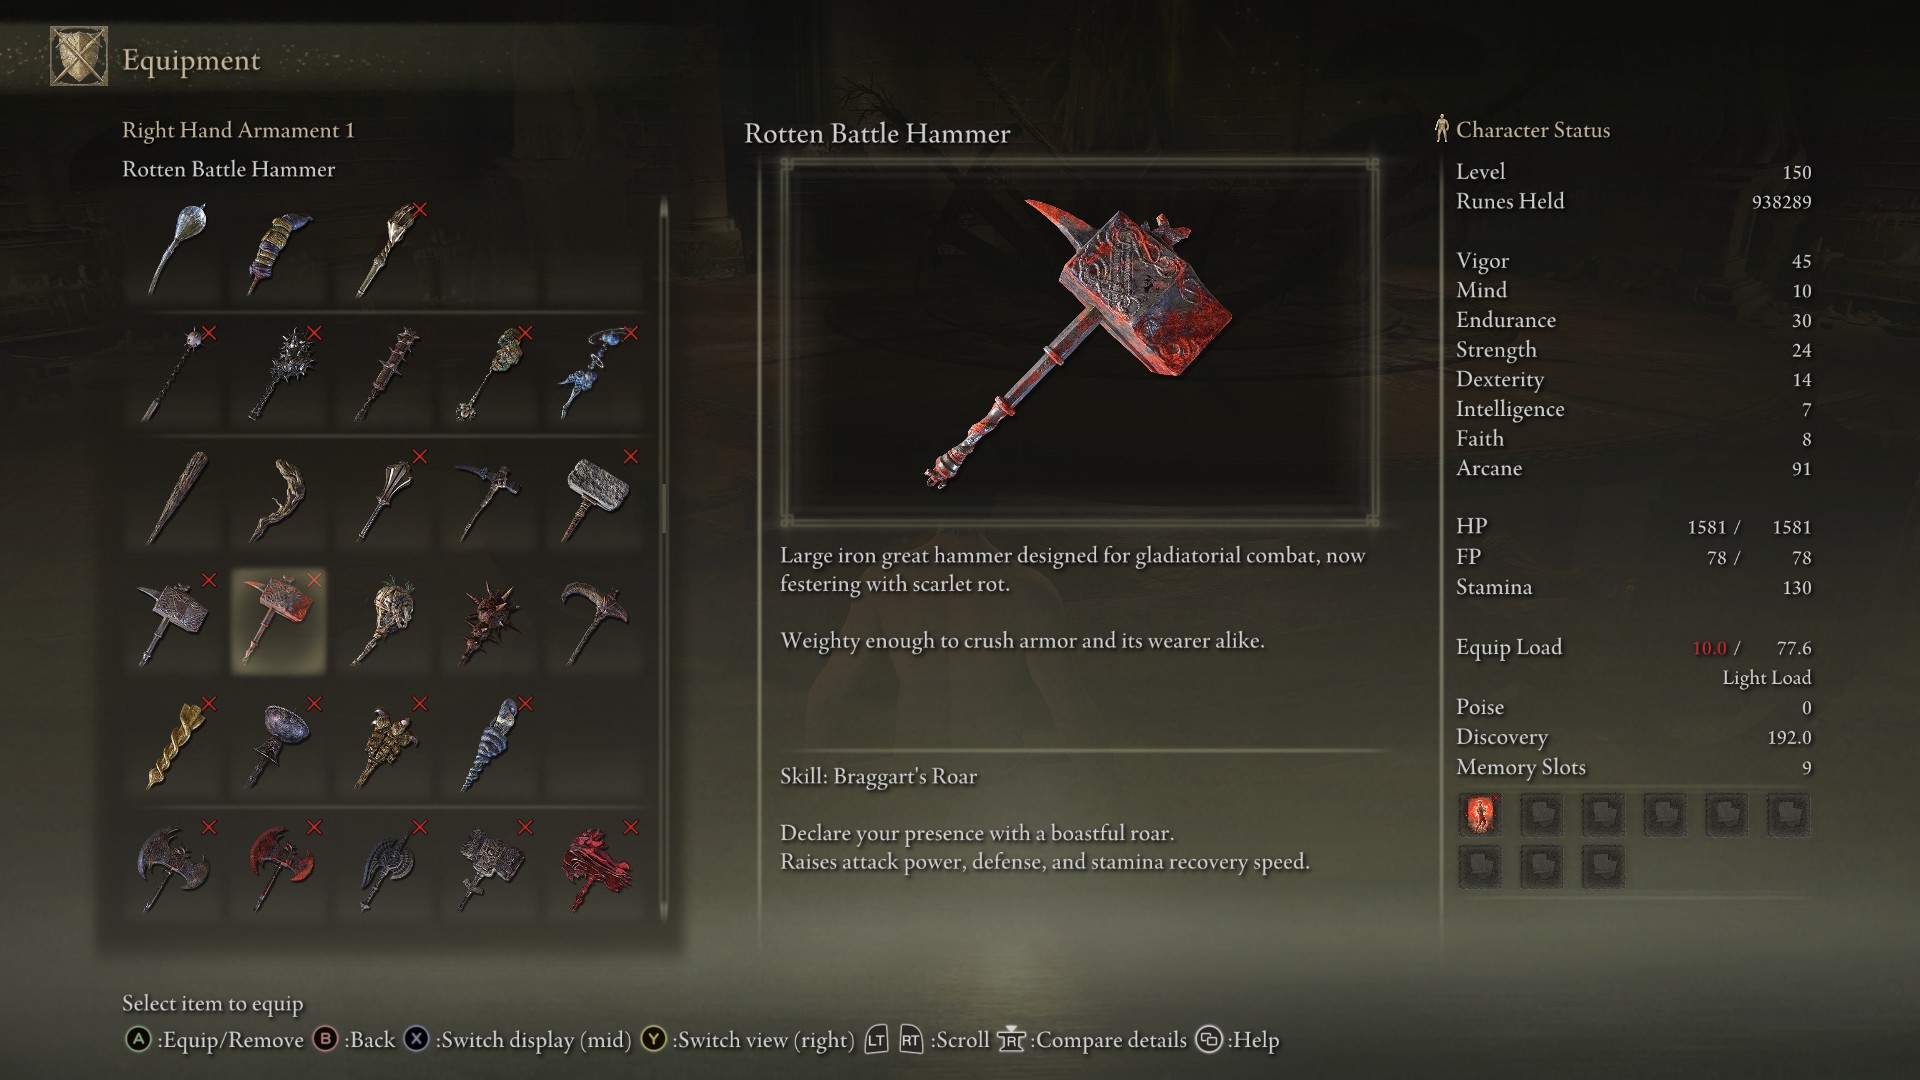 Equipment
Right Hand Armament 1
Rotten Battle Hammer
Rotten Battle Hammer
Large iron great hammer designed for gladiatorial combat, now
festering with scarlet rot.
Weighty enough to crush armor and its wearer alike.
Skill: Braggart's Roar
Declare your presence with a boastful roar.
Raises attack power, defense, and stamina recovery speed.
Character Status
Level 150
Runes Held 938289
Vigor 45
Mind 10
Endurance 30
Strength 24
Dexterity 14
Intelligence 7
Faith 8
Arcane 91
HP 1581 / 1581
FP 78 / 78
Stamina 130
Equip Load 10.0 / 77.6
Light Load
Poise 0
Discovery 192.0
Memory Slots 9
Select item to equip
A :Equip/Remove B :Back X :Switch display (mid) Y :Switch view (right) LT RT :Scroll R :Compare details :Help